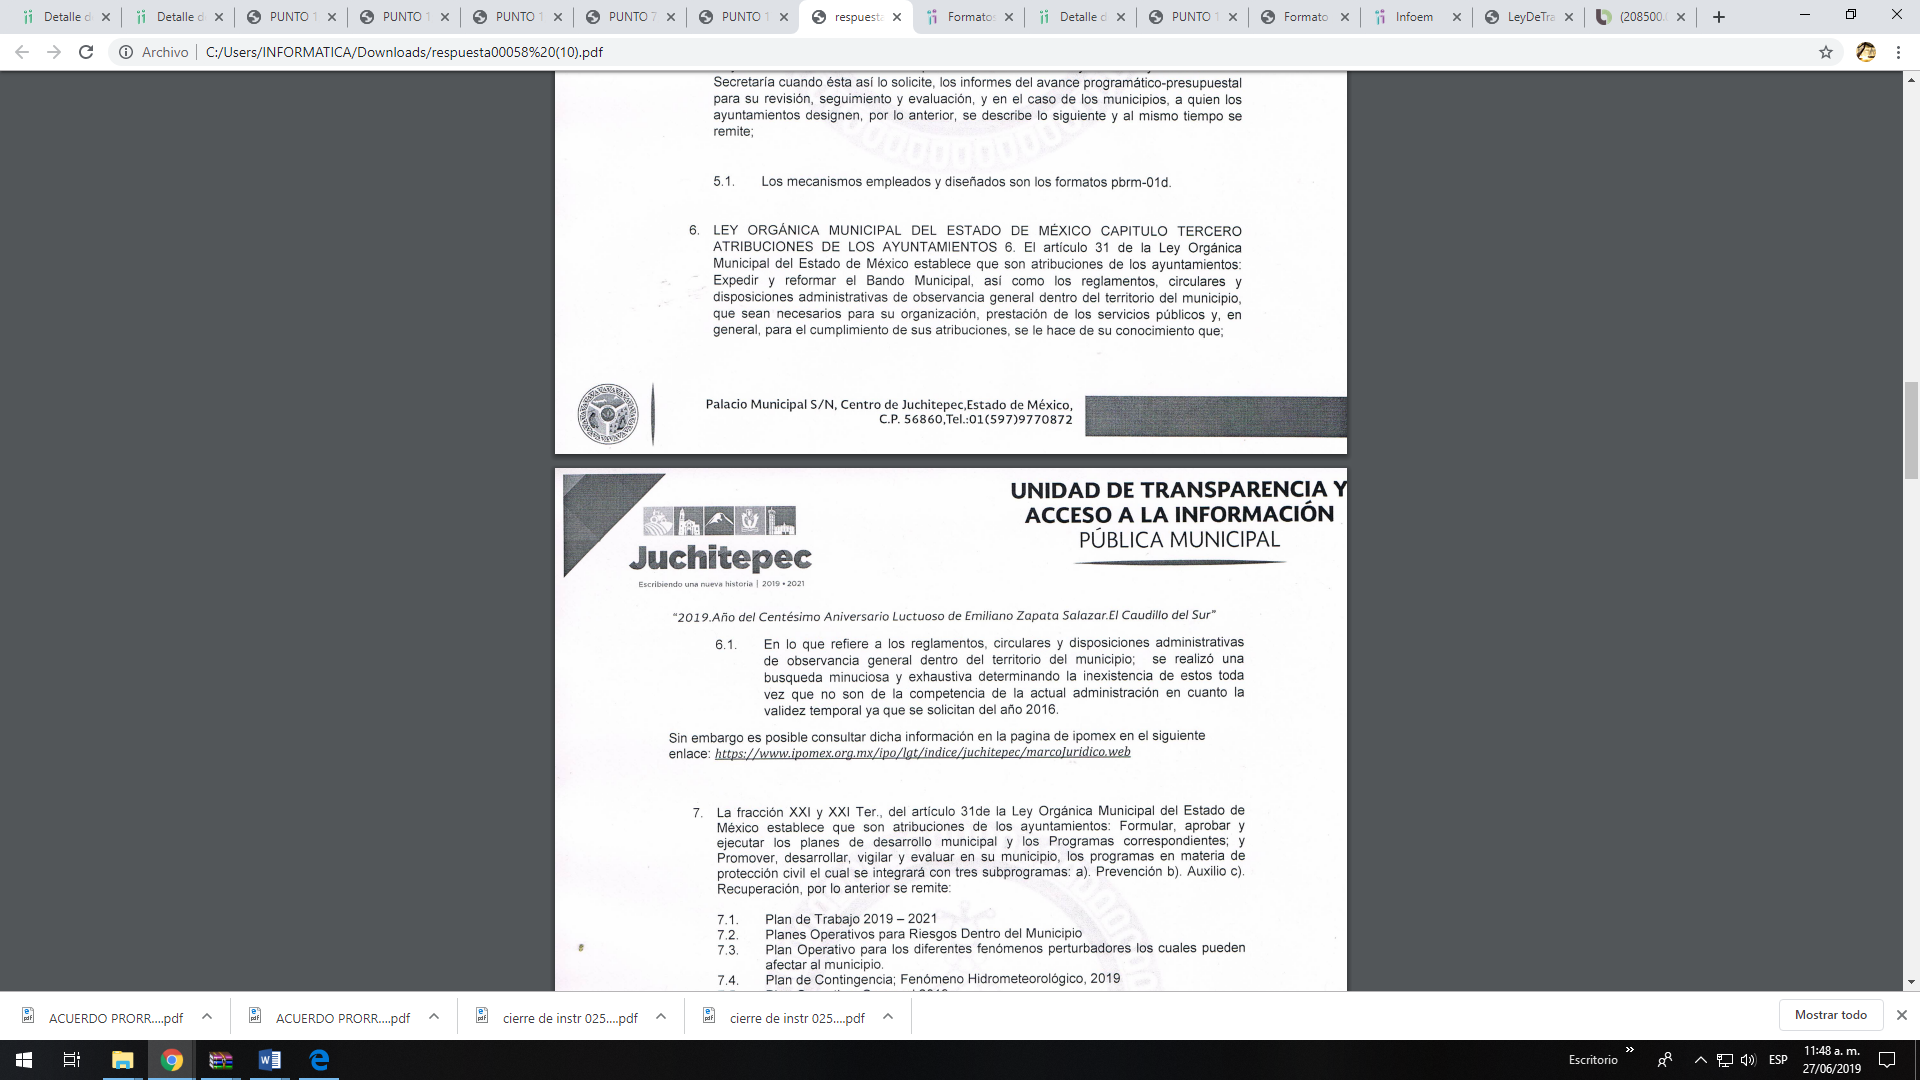 Detalle d
Detalle d
PUNTO 1
PUNTO 1
PUNTO 1
PUNTO 7
PUNTO 1
respuesta
Formatos
Detalle d
PUNTO 1
Formato
Infoem
LeyDeTra
(208500.
Archivo
C:/Users/INFORMATICA/Downloads/respuesta00058%20(10).pdf
Secretaría cuando ésta así lo solicite, los informes del avance programático-presupuestal
para su revisión, seguimiento y evaluación, y en el caso de los municipios, a quien los
ayuntamientos designen, por lo anterior, se describe lo siguiente y al mismo tiempo se
remite;
5.1. Los mecanismos empleados y diseñados son los formatos pbrm-01d.
6. LEY ORGÁNICA MUNICIPAL DEL ESTADO DE MÉXICO CAPITULO TERCERO
ATRIBUCIONES DE LOS AYUNTAMIENTOS 6. El artículo 31 de la Ley Orgánica
Municipal del Estado de México establece que son atribuciones de los ayuntamientos:
Expedir y reformar el Bando Municipal, así como los reglamentos, circulares y
disposiciones administrativas de observancia general dentro del territorio del municipio,
que sean necesarios para su organización, prestación de los servicios públicos y, en
general, para el cumplimiento de sus atribuciones, se le hace de su conocimiento que;
Palacio Municipal S/N, Centro de Juchitepec,Estado de México,
C.P. 56860,Tel.:01(597)9770872
UNIDAD DE TRANSPARENCIA Y
ACCESO A LA INFORMACIÓN
PÚBLICA MUNICIPAL
Juchitepec
Escribiendo una nueva historia | 2019 • 2021
"2019.Año del Centésimo Aniversario Luctuoso de Emiliano Zapata Salazar.El Caudillo del Sur"
6.1. En lo que refiere a los reglamentos, circulares y disposiciones administrativas
de observancia general dentro del territorio del municipio; se realizó una
busqueda minuciosa y exhaustiva determinando la inexistencia de estos toda
vez que no son de la competencia de la actual administración en cuanto la
validez temporal ya que se solicitan del año 2016.
Sin embargo es posible consultar dicha información en la pagina de ipomex en el siguiente
enlace: https://www.ipomex.org.mx/ipo/lgt/indice/juchitepec/marcoJuridico.web
7. La fracción XXI y XXI Ter., del artículo 31de la Ley Orgánica Municipal del Estado de
México establece que son atribuciones de los ayuntamientos: Formular, aprobar y
ejecutar los planes de desarrollo municipal y los Programas correspondientes; y
Promover, desarrollar, vigilar y evaluar en su municipio, los programas en materia de
protección civil el cual se integrará con tres subprogramas: a). Prevención b). Auxilio c).
Recuperación, por lo anterior se remite:
7.1. Plan de Trabajo 2019 – 2021
7.2. Planes Operativos para Riesgos Dentro del Municipio
7.3. Plan Operativo para los diferentes fenómenos perturbadores los cuales pueden
afectar al municipio.
7.4. Plan de Contingencia; Fenómeno Hidrometeorológico, 2019
ACUERDO PRORR....pdf
ACUERDO PRORR....pdf
cierre de instr 025....pdf
cierre de instr 025....pdf
Mostrar todo
Escritorio
ESP
11:48 a. m.
27/06/2019